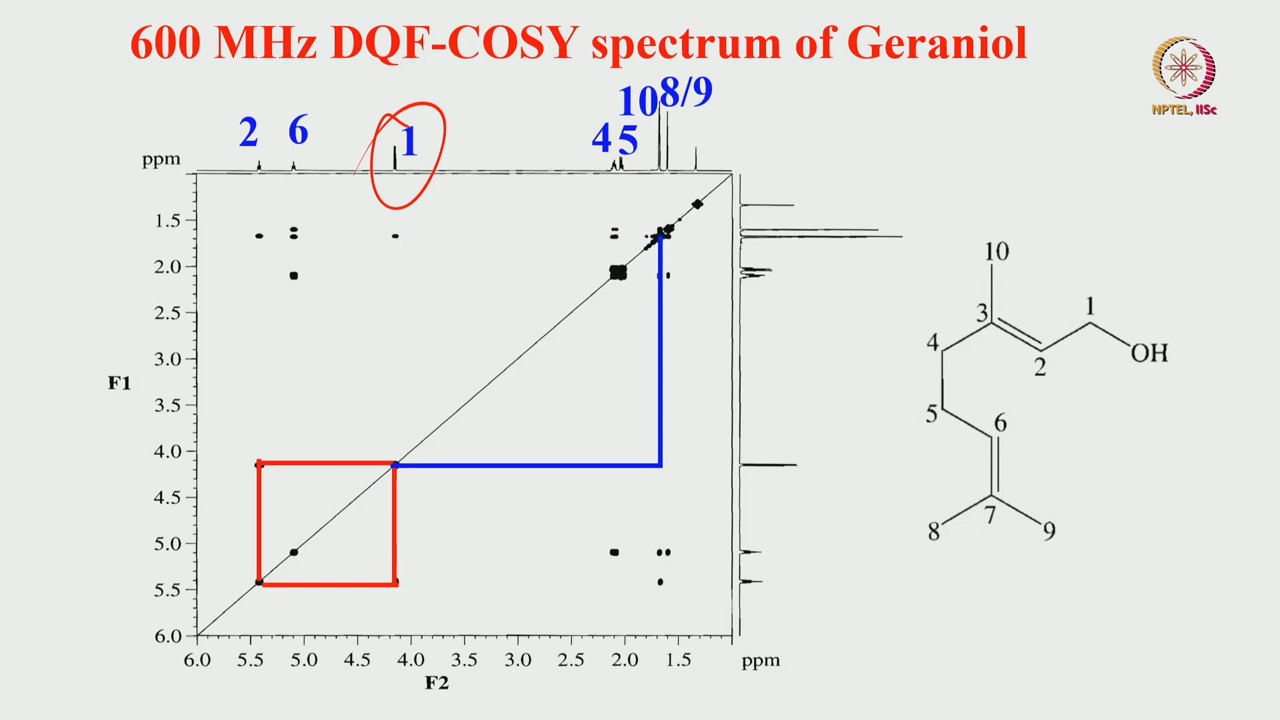 600 MHz DQF-COSY spectrum of Geraniol
NPTEL, IISc
10 8/9
2 6 1 4 5
ppm
1.5
2.0
2.5
3.0
3.5
4.0
4.5
5.0
5.5
6.0
F1
6.0 5.5 5.0 4.5 4.0 3.5 3.0 2.5 2.0 1.5 ppm
F2
10
3 1
4 2 OH
5 6
7
8 9